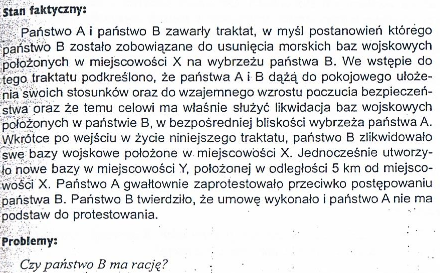 Stan faktyczny:
Państwo A i państwo B zawarły traktat, w myśl postanowień którego
państwo B zostało zobowiązane do usunięcia morskich baz wojskowych
położonych w miejscowości X na wybrzeżu państwa B. We wstępie do
tego traktatu podkreślono, że państwa A i B dążą do pokojowego ułoże-
nia swoich stosunków oraz do wzajemnego wzrostu poczucia bezpieczeń-
stwa oraz że temu celowi ma właśnie służyć likwidacja baz wojskowych
położonych w państwie B, w bezpośredniej bliskości wybrzeża państwa A.
Wkrótce po wejściu w życie niniejszego traktatu, państwo B zlikwidowało
swe bazy wojskowe położone w miejscowości X. Jednocześnie utworzy-
ło nowe bazy w miejscowości Y, położonej w odległości 5 km od miejsco-
wości X. Państwo A gwałtownie zaprotestowało przeciwko postępowaniu
państwa B. Państwo B twierdziło, że umowę wykonało i państwo A nie ma
podstaw do protestowania.
Problemy:
Czy państwo B ma rację?